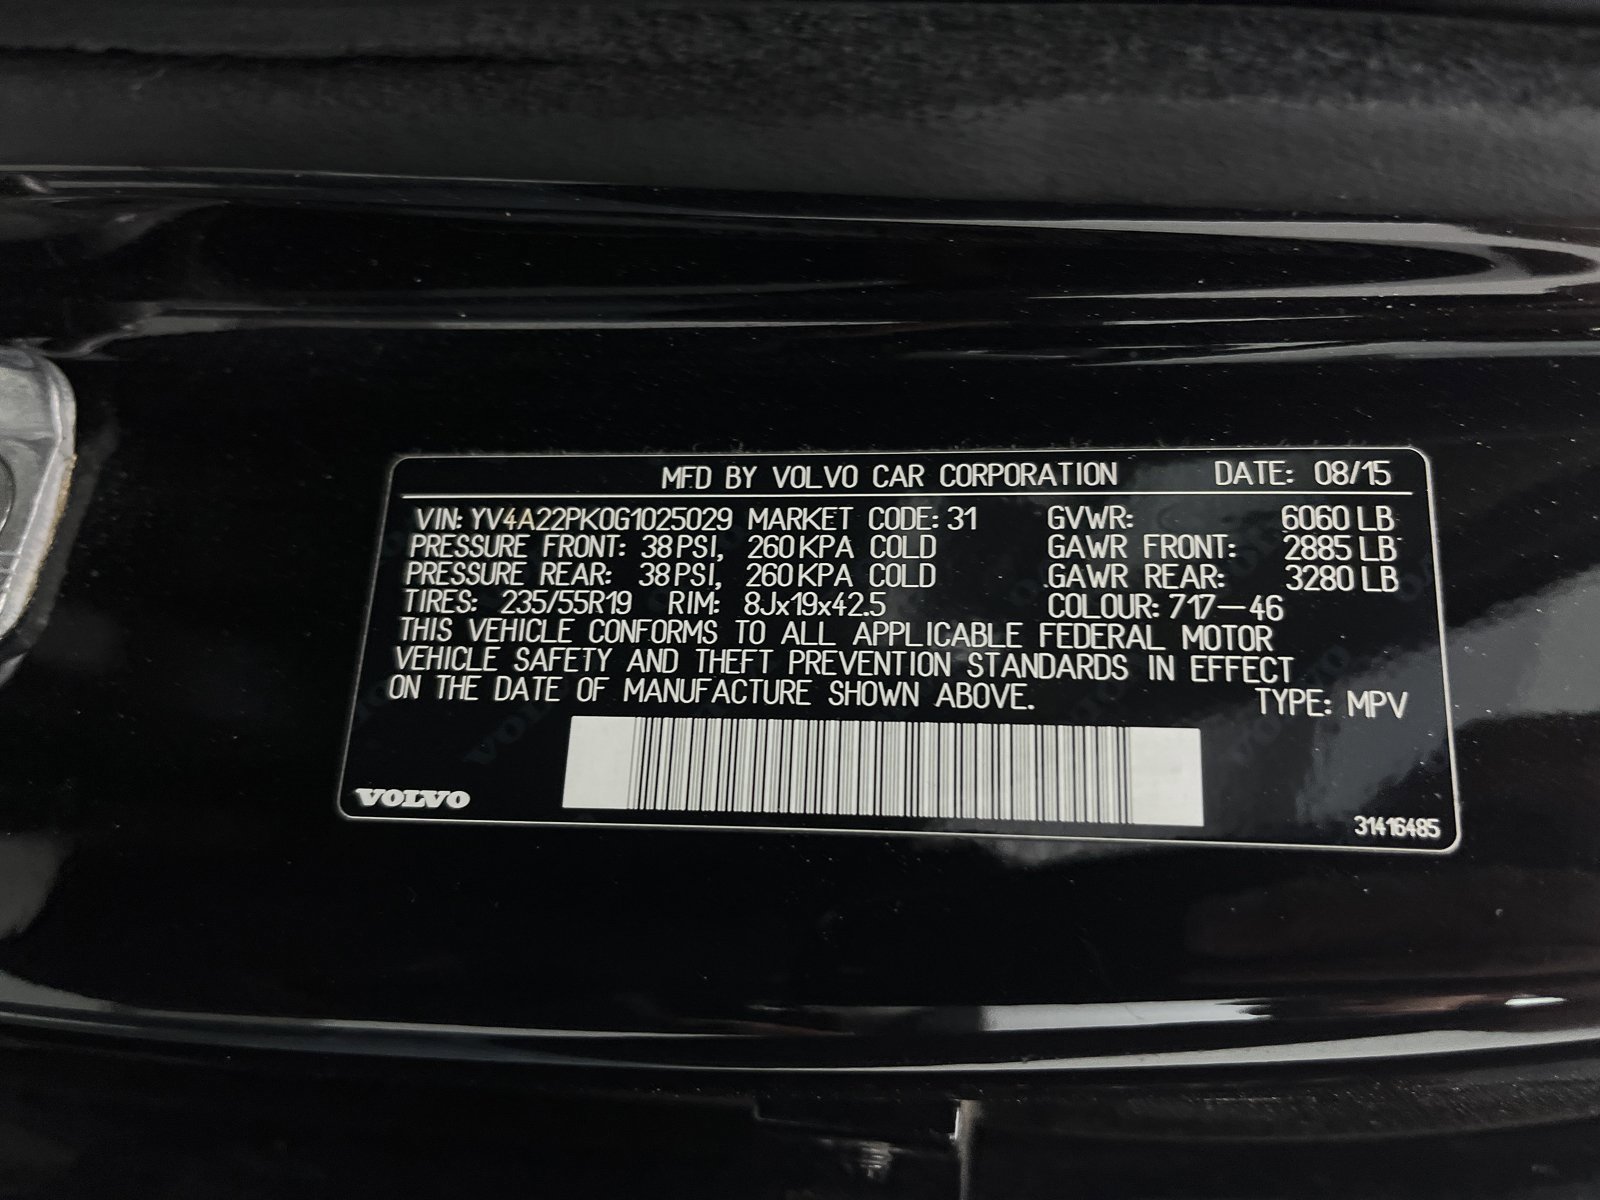 MFD BY VOLVO CAR CORPORATION DATE: 08/15
VIN: YV4A22PK0G1025029 MARKET CODE: 31 GVWR: 6060 LB
PRESSURE FRONT: 38 PSI, 260 KPA COLD GAWR FRONT: 2885 LB
PRESSURE REAR: 38 PSI, 260 KPA COLD GAWR REAR: 3280 LB
TIRES: 235/55R19 RIM: 8Jx19x42.5 COLOUR: 717-46
THIS VEHICLE CONFORMS TO ALL APPLICABLE FEDERAL MOTOR
VEHICLE SAFETY AND THEFT PREVENTION STANDARDS IN EFFECT
ON THE DATE OF MANUFACTURE SHOWN ABOVE. TYPE: MPV
VOLVO
31416485